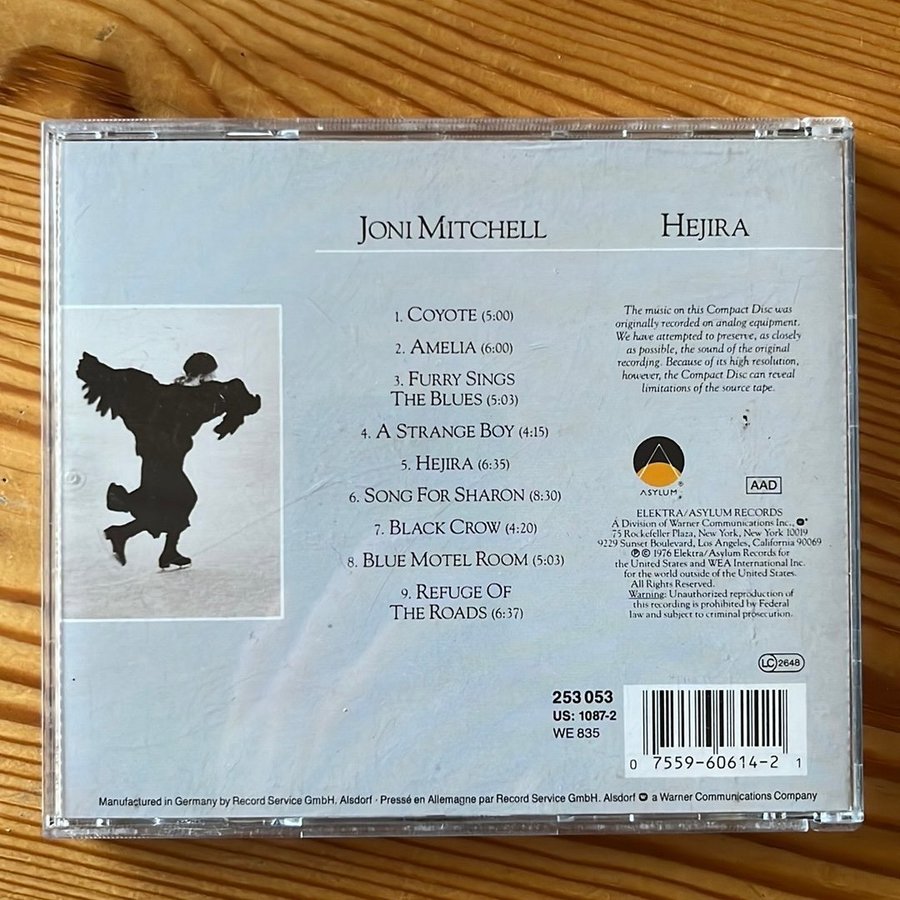 JONI MITCHELL
HEJIRA
1. COYOTE (5:00)
2. AMELIA (6:00)
3. FURRY SINGS
THE BLUES (5:03)
4. A STRANGE BOY (4:15)
5. HEJIRA (6:35)
6. SONG FOR SHARON (8:30)
7. BLACK CROW (4:20)
8. BLUE MOTEL ROOM (5:03)
9. REFUGE OF
THE ROADS (6:37)
The music on this Compact Disc was
originally recorded on analog equipment.
We have attempted to preserve, as closely
as possible, the sound of the original
recording. Because of its high resolution,
however, the Compact Disc can reveal
limitations of the source tape.
ASYLUM®
AAD
ELEKTRA/ASYLUM RECORDS
A Division of Warner Communications Inc.,
75 Rockefeller Plaza, New York, New York 10019
9229 Sunset Boulevard, Los Angeles, California 90069
℗ © 1976 Elektra/Asylum Records for
the United States and WEA International Inc.
for the world outside of the United States.
All Rights Reserved.
Warning: Unauthorized reproduction of
this recording is prohibited by Federal
law and subject to criminal prosecution.
LC 2648
253 053
US: 1087-2
WE 835
0 7559-60614-2 1
Manufactured in Germany by Record Service GmbH. Alsdorf · Pressé en Allemagne par Record Service GmbH. Alsdorf a Warner Communications Company